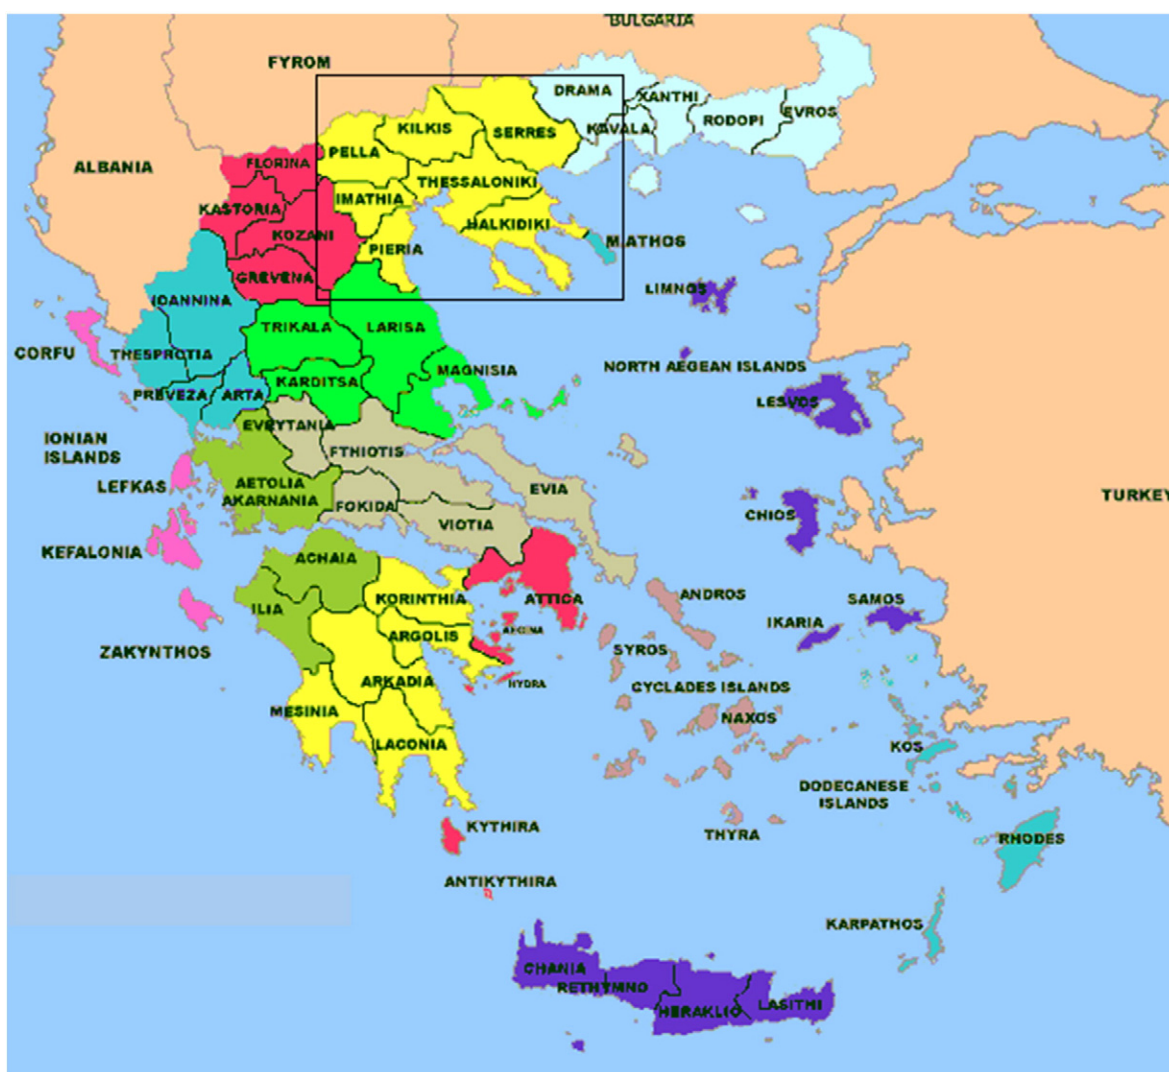 BULGARIA
FYROM
ALBANIA
DRAMA
XANTHI
KAVALA
RODOPI
EVROS
KILKIS
SERRES
PELLA
FLORINA
THESSALONIKI
IMATHIA
KASTORIA
HALKIDIKI
KOZANI
M.ATHOS
PIERIA
GREVENA
LIMNOS
IOANNINA
TRIKALA
LARISA
CORFU
THESPROTIA
NORTH AEGEAN ISLANDS
MAGNISIA
KARDITSA
PREVEZA
ARTA
LESVOS
EVRYTANIA
IONIAN
ISLANDS
FTHIOTIS
LEFKAS
AETOLIA
AKARNANIA
EVIA
TURKEY
FOKIDA
CHIOS
VIOTIA
KEFALONIA
ACHAIA
KORINTHIA
ATTICA
ANDROS
SAMOS
ILIA
IKARIA
AEGINA
ARGOLIS
ZAKYNTHOS
SYROS
ARKADIA
HYDRA
CYCLADES ISLANDS
MESINIA
NAXOS
LACONIA
KOS
DODECANESE
ISLANDS
KYTHIRA
THYRA
RHODES
ANTIKYTHIRA
KARPATHOS
CHANIA
RETHYMNO
HERAKLIO
LASITHI